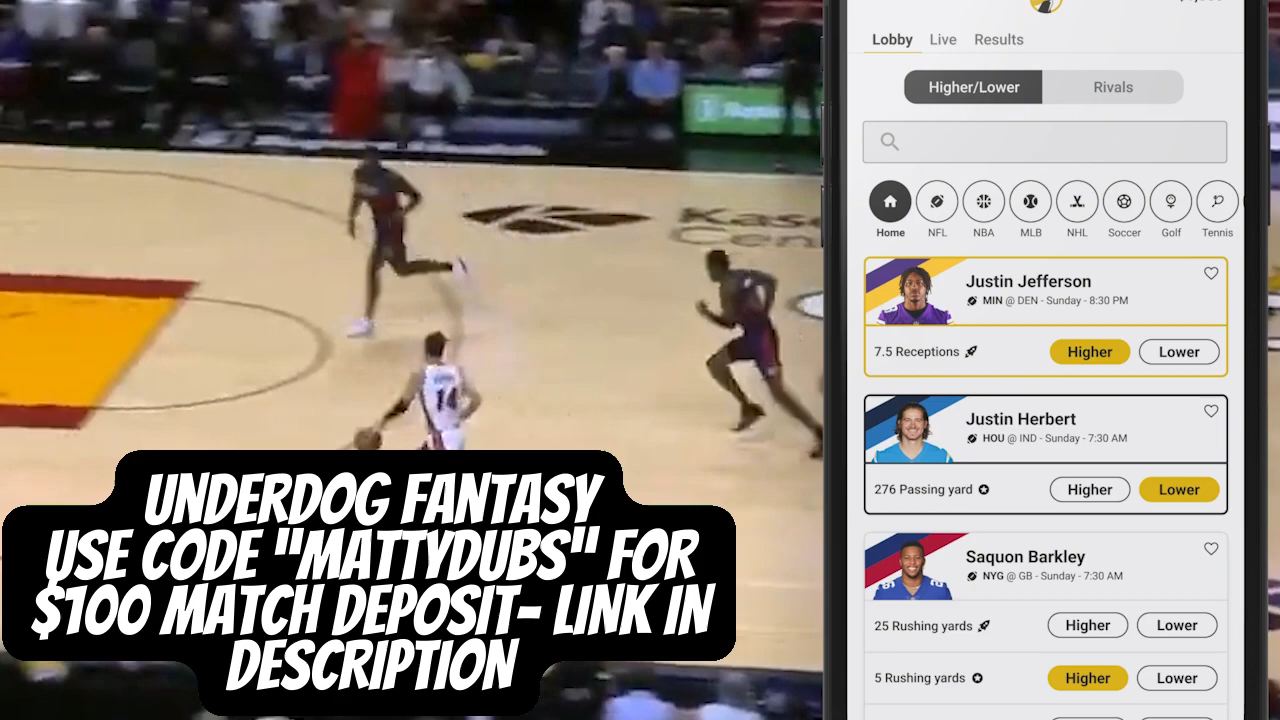 Lobby Live Results
Higher/Lower Rivals
Home NFL NBA MLB NHL Soccer Golf Tennis
Justin Jefferson
MIN @ DEN - Sunday - 8:30 PM
7.5 Receptions Higher Lower
Justin Herbert
HOU @ IND - Sunday - 7:30 AM
276 Passing yard Higher Lower
Saquon Barkley
NYG @ GB - Sunday - 7:30 AM
25 Rushing yards Higher Lower
5 Rushing yards Higher Lower
14
UNDERDOG FANTASY
USE CODE "MATTYDUBS" FOR
$100 MATCH DEPOSIT- LINK IN
DESCRIPTION